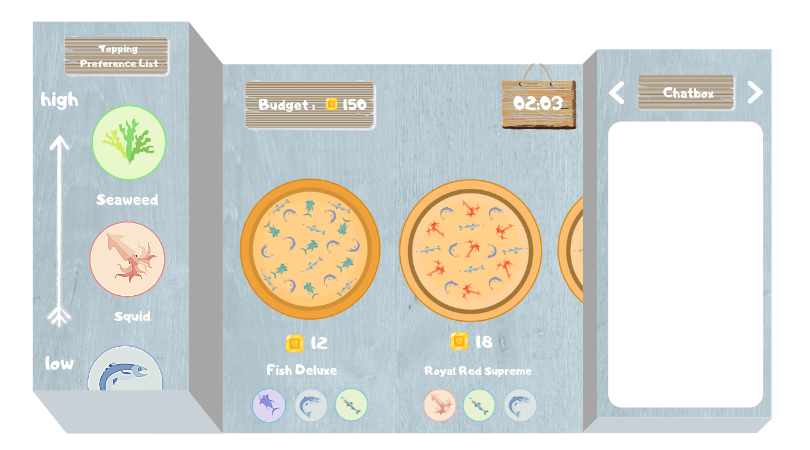 Topping
Preference List
high
Seaweed
Squid
low
Budget: 150
02:03
12
Fish Deluxe
18
Royal Red Supreme
Chatbox